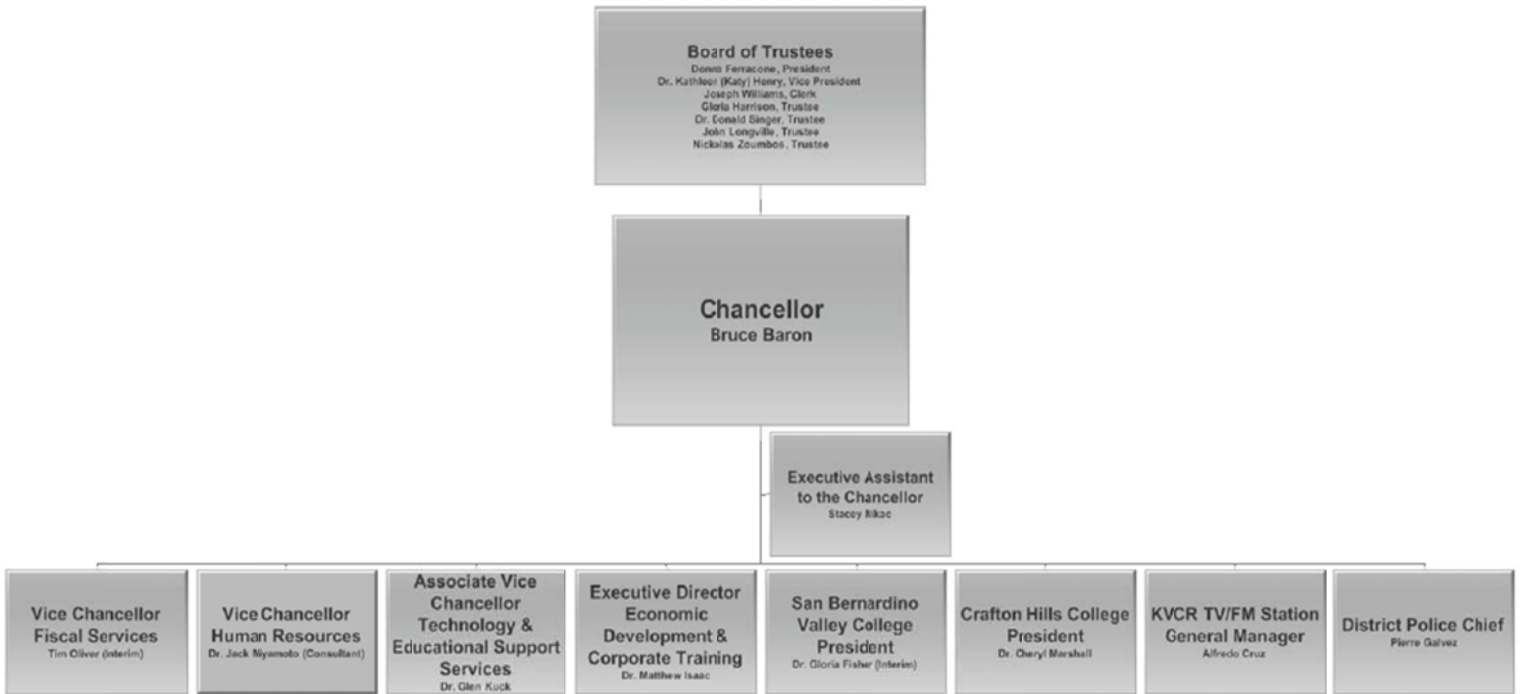 Board of Trustees
Donna Ferracone, President
Dr. Kathleen (Katy) Henry, Vice President
Joseph Williams, Clerk
Gloria Harrison, Trustee
Dr. Donald Singer, Trustee
John Longville, Trustee
Nickolas Zoumbos, Trustee
Chancellor
Bruce Baron
Executive Assistant
to the Chancellor
Stacey
Vice Chancellor
Fiscal Services
Tim Oliver (Interim)
Vice Chancellor
Human Resources
Dr. Jack Miyamoto (Consultant)
Associate Vice
Chancellor
Technology &
Educational Support
Services
Dr. Glen Kuck
Executive Director
Economic
Development &
Corporate Training
Dr. Matthew Isaac
San Bernardino
Valley College
President
Dr. Gloria Fisher (Interim)
Crafton Hills College
President
Dr. Cheryl Marshall
KVCR TV/FM Station
General Manager
Alfredo Cruz
District Police Chief
Pierre Galvez